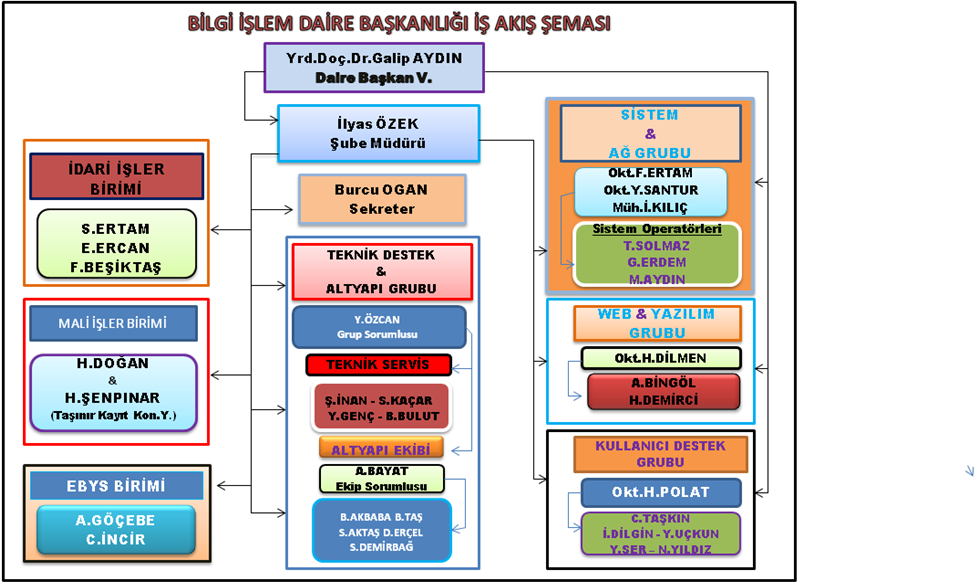 BİLGİ İŞLEM DAİRE BAŞKANLIĞI İŞ AKIŞ ŞEMASI
Yrd.Doç.Dr.Galip AYDIN
Daire Başkan V.
İlyas ÖZEK
Şube Müdürü
Burcu OGAN
Sekreter
İDARİ İŞLER
BİRİMİ
S.ERTAM
E.ERCAN
F.BEŞİKTAŞ
MALİ İŞLER BİRİMİ
H.DOĞAN
&
H.ŞENPINAR
(Taşınır Kayıt Kon.Y.)
EBYS BİRİMİ
A.GÖÇEBE
C.İNCİR
TEKNİK DESTEK
&
ALTYAPI GRUBU
Y.ÖZCAN
Grup Sorumlusu
TEKNİK SERVİS
Ş.İNAN - S.KAÇAR
Y.GENÇ - B.BULUT
ALTYAPI EKİBİ
A.BAYAT
Ekip Sorumlusu
B.AKBABA B.TAŞ
S.AKTAŞ D.ERÇEL
S.DEMİRBAĞ
SİSTEM
&
AĞ GRUBU
Okt.F.ERTAM
Okt.Y.SANTUR
Müh.İ.KILIÇ
Sistem Operatörleri
T.SOLMAZ
G.ERDEM
M.AYDIN
WEB & YAZILIM
GRUBU
Okt.H.DİLMEN
A.BİNGÖL
H.DEMİRCİ
KULLANICI DESTEK
GRUBU
Okt.H.POLAT
C.TAŞKIN
İ.DİLGİN - Y.UÇKUN
Y.SER – N.YILDIZ